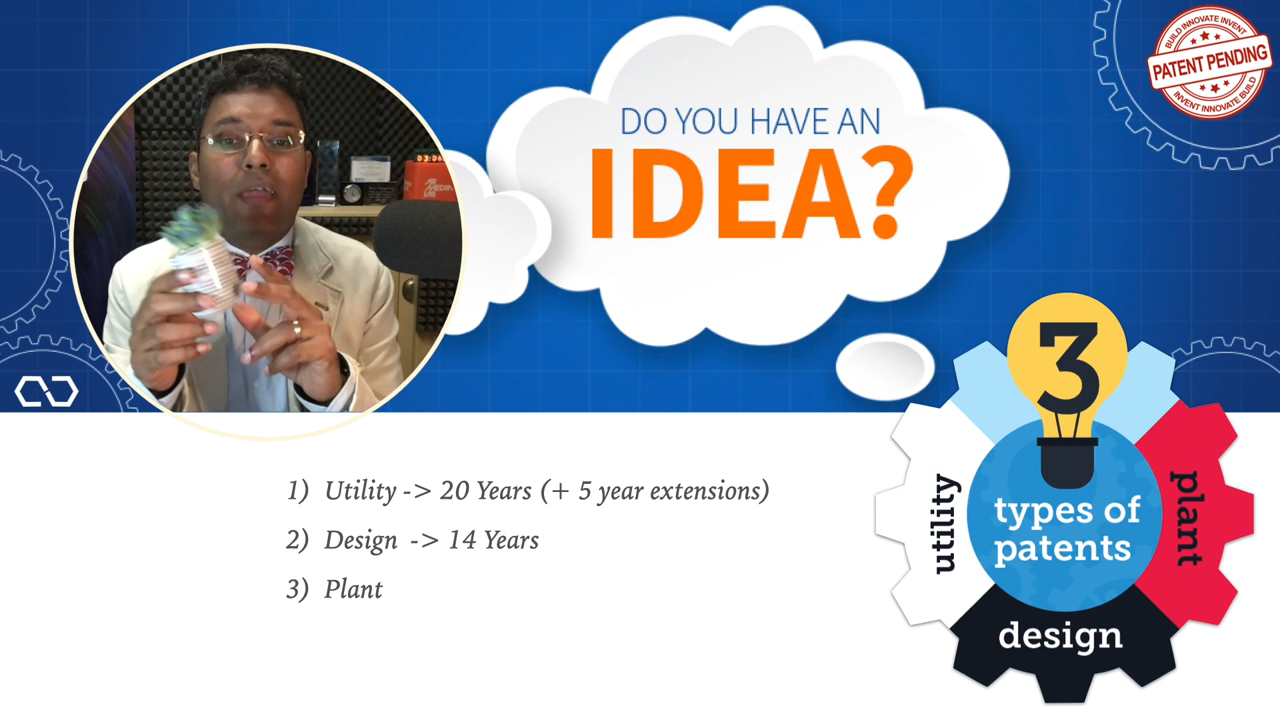 BUILD INNOVATE INVENT
PATENT PENDING
INVENT INNOVATE BUILD
DO YOU HAVE AN
IDEA?
1) Utility -> 20 Years (+ 5 year extensions)
2) Design -> 14 Years
3) Plant
3
types of
patents
utility
plant
design